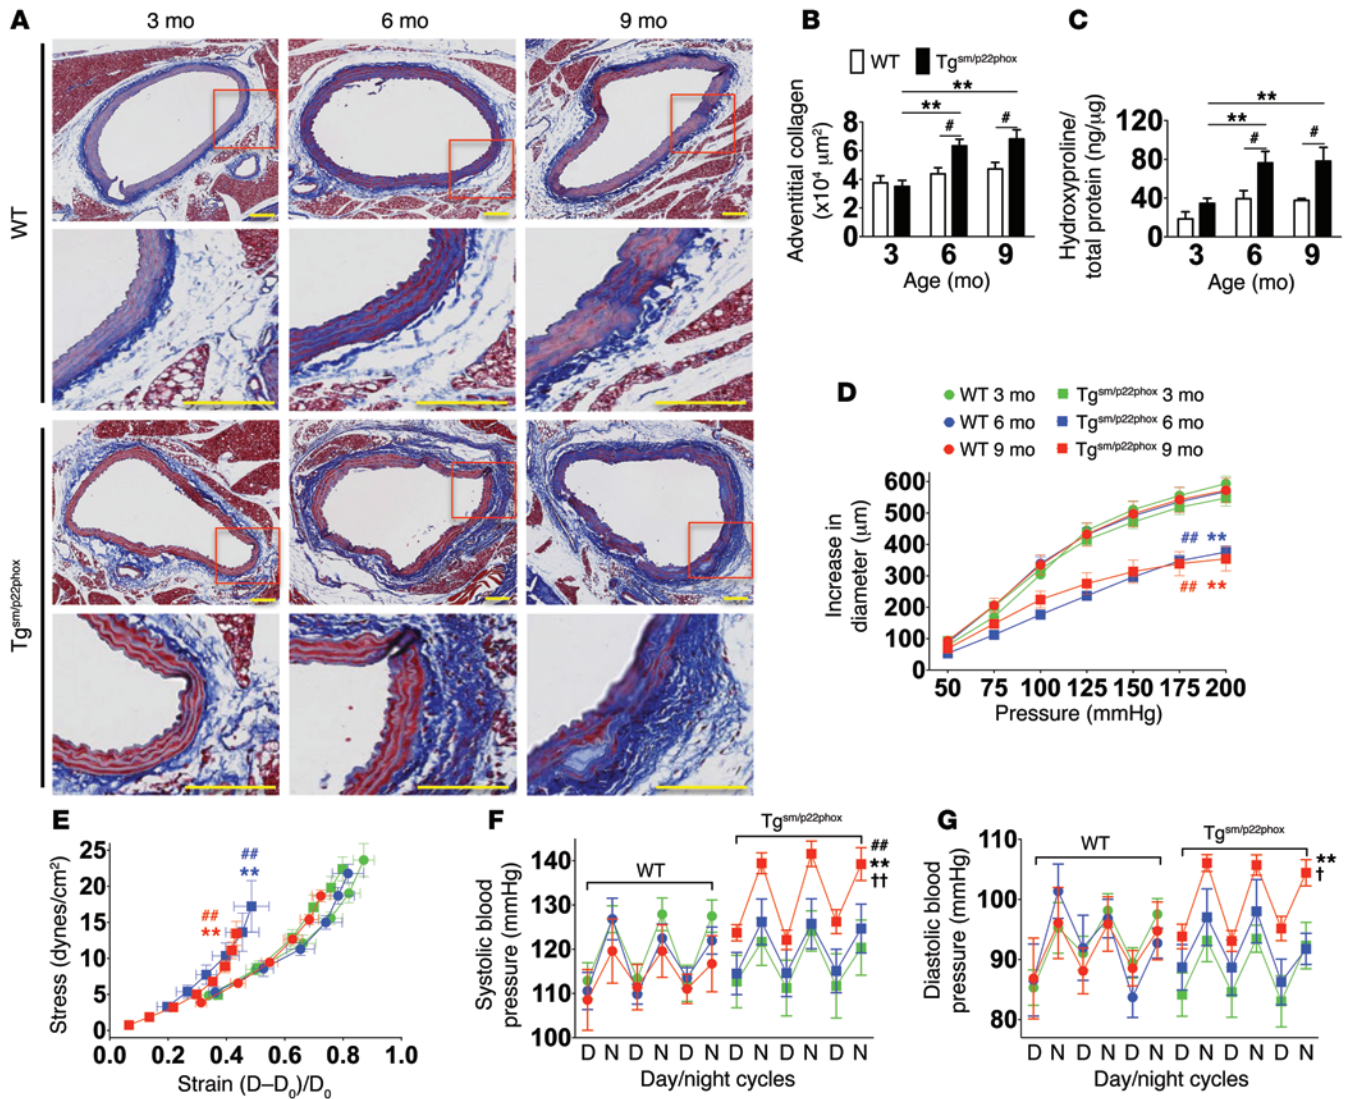 A
3 mo
6 mo
9 mo
WT
Tgsm/p22phox
B
WT
Tgsm/p22phox
**
**
#
#
Adventitial collagen
(x10⁴ μm²)
8
6
4
2
0
3
6
9
Age (mo)
C
**
**
#
#
Hydroxyproline/
total protein (ng/μg)
120
80
40
0
3
6
9
Age (mo)
D
WT 3 mo
Tgsm/p22phox 3 mo
WT 6 mo
Tgsm/p22phox 6 mo
WT 9 mo
Tgsm/p22phox 9 mo
Increase in
diameter (μm)
600
500
400
300
200
100
0
## **
## **
50 75 100 125 150 175 200
Pressure (mmHg)
E
Stress (dynes/cm²)
25
20
15
10
5
0
##
**
##
**
0.0 0.2 0.4 0.6 0.8 1.0
Strain (D–D₀)/D₀
F
Systolic blood
pressure (mmHg)
140
130
120
110
100
WT
Tgsm/p22phox
##
**
††
D N D N D N D N D N D N
Day/night cycles
G
Diastolic blood
pressure (mmHg)
110
100
90
80
WT
Tgsm/p22phox
**
†
D N D N D N D N D N D N
Day/night cycles